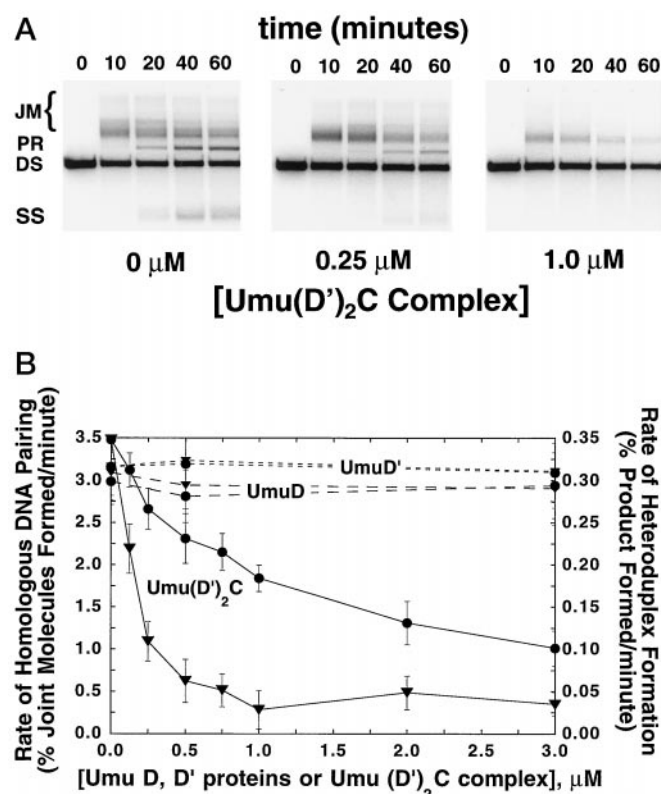 A
time (minutes)
0 10 20 40 60 0 10 20 40 60 0 10 20 40 60
JM {
PR
DS
SS
0 μM 0.25 μM 1.0 μM
[Umu(D')₂C Complex]
B
Rate of Homologous DNA Pairing
(% Joint Molecules Formed/minute)
3.5
3.0
2.5
2.0
1.5
1.0
0.5
0.0
UmuD'
UmuD
Umu(D')₂C
0.35
0.30
0.25
0.20
0.15
0.10
0.05
0.00
Rate of Heteroduplex Formation
(% Product Formed/minute)
0.0 0.5 1.0 1.5 2.0 2.5 3.0
[Umu D, D' proteins or Umu (D')₂C complex], μM